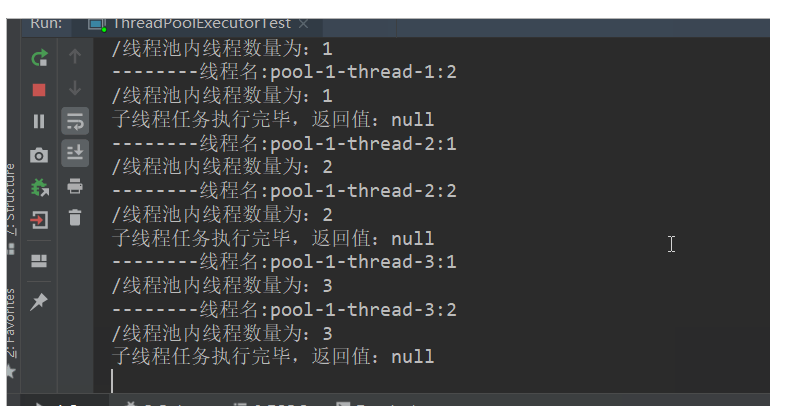 Run: ThreadPoolExecutorTest ×
/线程池内线程数量为: 1
--------线程名:pool-1-thread-1:2
/线程池内线程数量为: 1
子线程任务执行完毕，返回值: null
--------线程名:pool-1-thread-2:1
/线程池内线程数量为: 2
--------线程名:pool-1-thread-2:2
/线程池内线程数量为: 2
子线程任务执行完毕，返回值: null
--------线程名:pool-1-thread-3:1
/线程池内线程数量为: 3
--------线程名:pool-1-thread-3:2
/线程池内线程数量为: 3
子线程任务执行完毕，返回值: null
7: Structure
2: Favorites